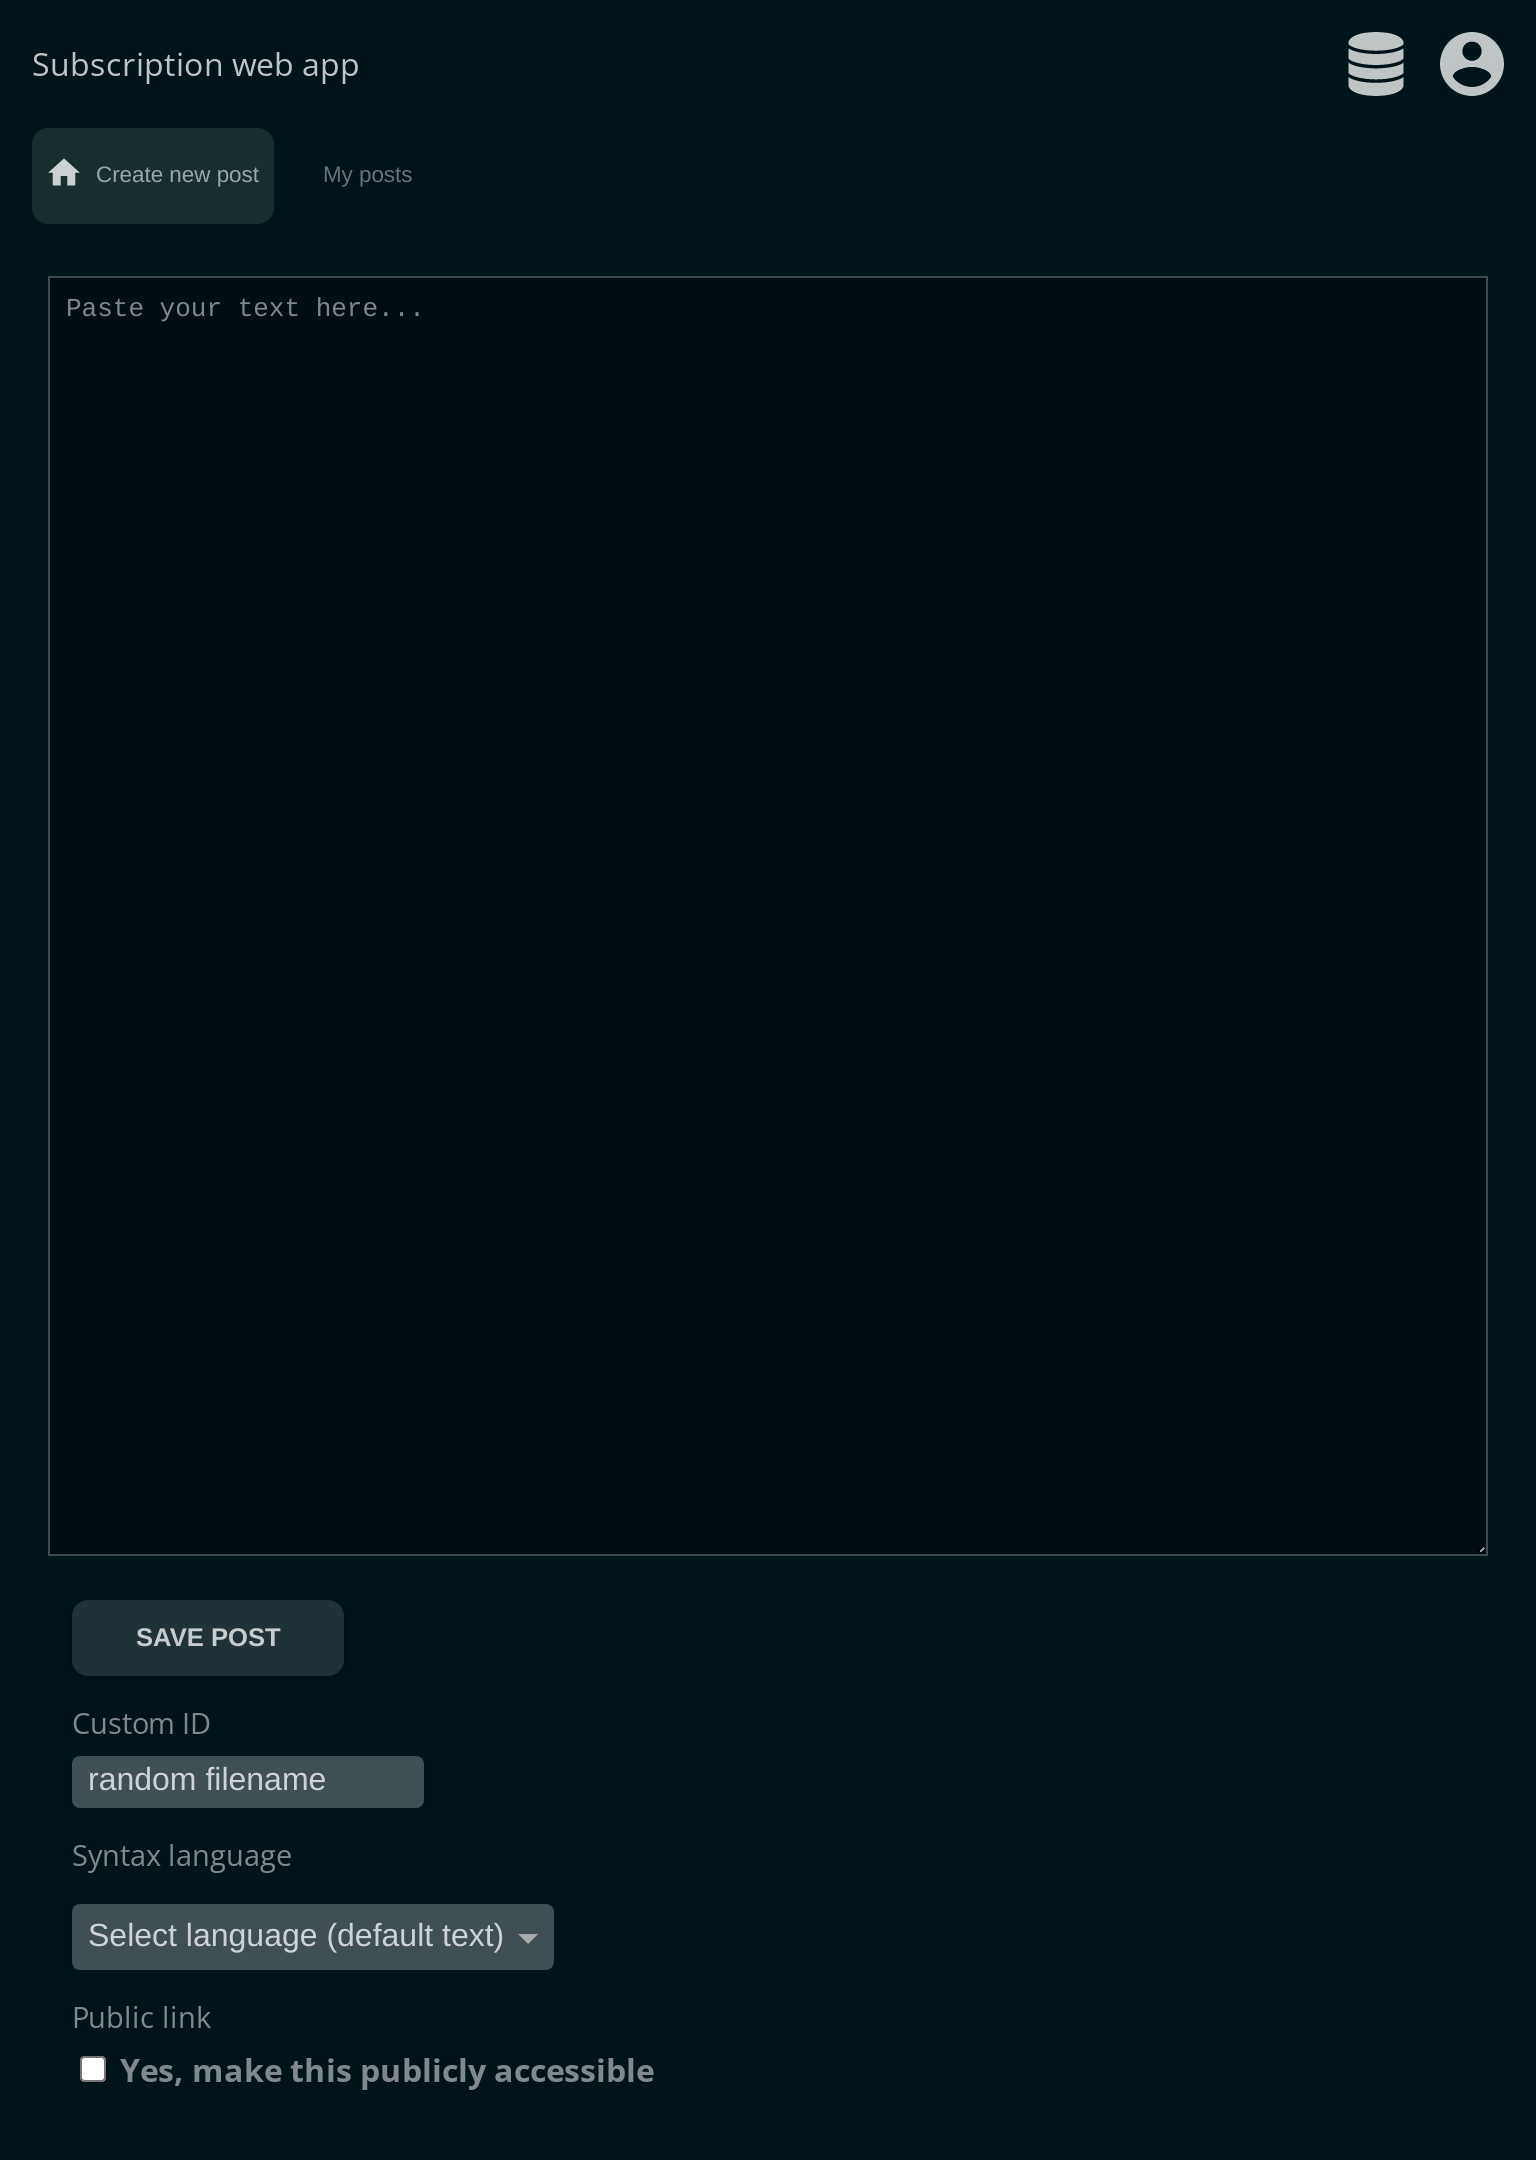 Subscription web app
Create new post
My posts
Paste your text here...
SAVE POST
Custom ID
random filename
Syntax language
Select language (default text)
Public link
Yes, make this publicly accessible